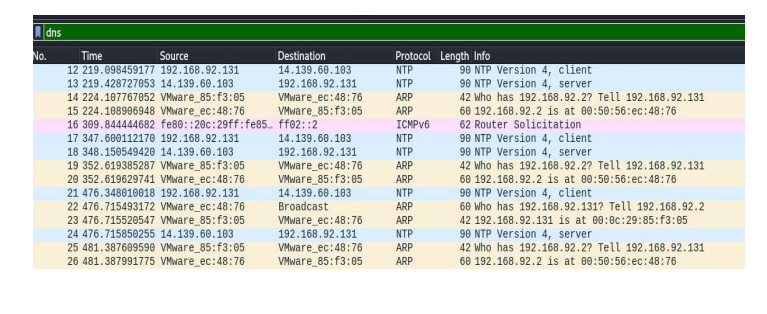 dns
No. Time Source Destination Protocol Length Info
12 219.098459177 192.168.92.131 14.139.60.103 NTP 90 NTP Version 4, client
13 219.428727053 14.139.60.103 192.168.92.131 NTP 90 NTP Version 4, server
14 224.107767052 VMware_85:f3:05 VMware_ec:48:76 ARP 42 Who has 192.168.92.2? Tell 192.168.92.131
15 224.108906948 VMware_ec:48:76 VMware_85:f3:05 ARP 60 192.168.92.2 is at 00:50:56:ec:48:76
16 309.844444682 fe80::20c:29ff:fe85… ff02::2 ICMPv6 62 Router Solicitation
17 347.600112170 192.168.92.131 14.139.60.103 NTP 90 NTP Version 4, client
18 348.150549420 14.139.60.103 192.168.92.131 NTP 90 NTP Version 4, server
19 352.619385287 VMware_85:f3:05 VMware_ec:48:76 ARP 42 Who has 192.168.92.2? Tell 192.168.92.131
20 352.619629741 VMware_ec:48:76 VMware_85:f3:05 ARP 60 192.168.92.2 is at 00:50:56:ec:48:76
21 476.348010018 192.168.92.131 14.139.60.103 NTP 90 NTP Version 4, client
22 476.715493172 VMware_ec:48:76 Broadcast ARP 60 Who has 192.168.92.131? Tell 192.168.92.2
23 476.715520547 VMware_85:f3:05 VMware_ec:48:76 ARP 42 192.168.92.131 is at 00:0c:29:85:f3:05
24 476.715850255 14.139.60.103 192.168.92.131 NTP 90 NTP Version 4, server
25 481.387609590 VMware_85:f3:05 VMware_ec:48:76 ARP 42 Who has 192.168.92.2? Tell 192.168.92.131
26 481.387991775 VMware_ec:48:76 VMware_85:f3:05 ARP 60 192.168.92.2 is at 00:50:56:ec:48:76